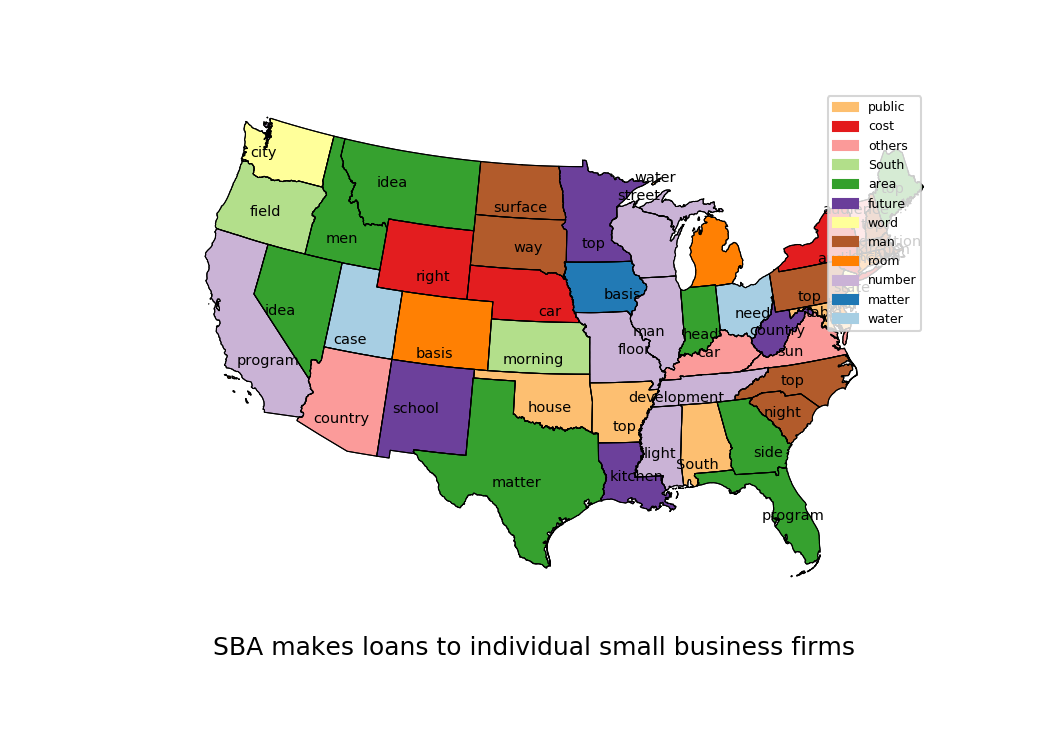 public
cost
others
South
area
future
word
man
room
number
matter
water
water
street
city
idea
field
surface
men
way
top
right
basis
top
idea
car
need
country
case
man
head
floor
car
sun
basis
morning
program
top
development
country
school
house
night
top
light
side
South
kitchen
matter
program
SBA makes loans to individual small business firms